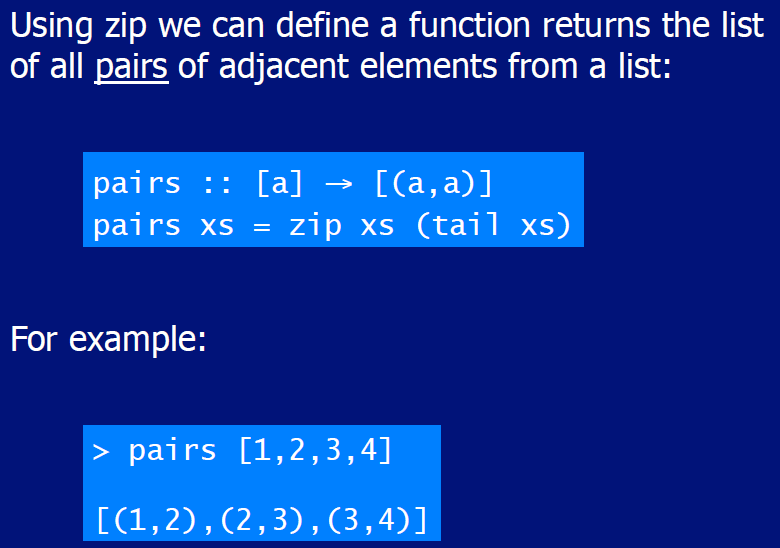 Using zip we can define a function returns the list
of all pairs of adjacent elements from a list:
pairs :: [a] → [(a,a)]
pairs xs = zip xs (tail xs)
For example:
> pairs [1,2,3,4]
[(1,2),(2,3),(3,4)]